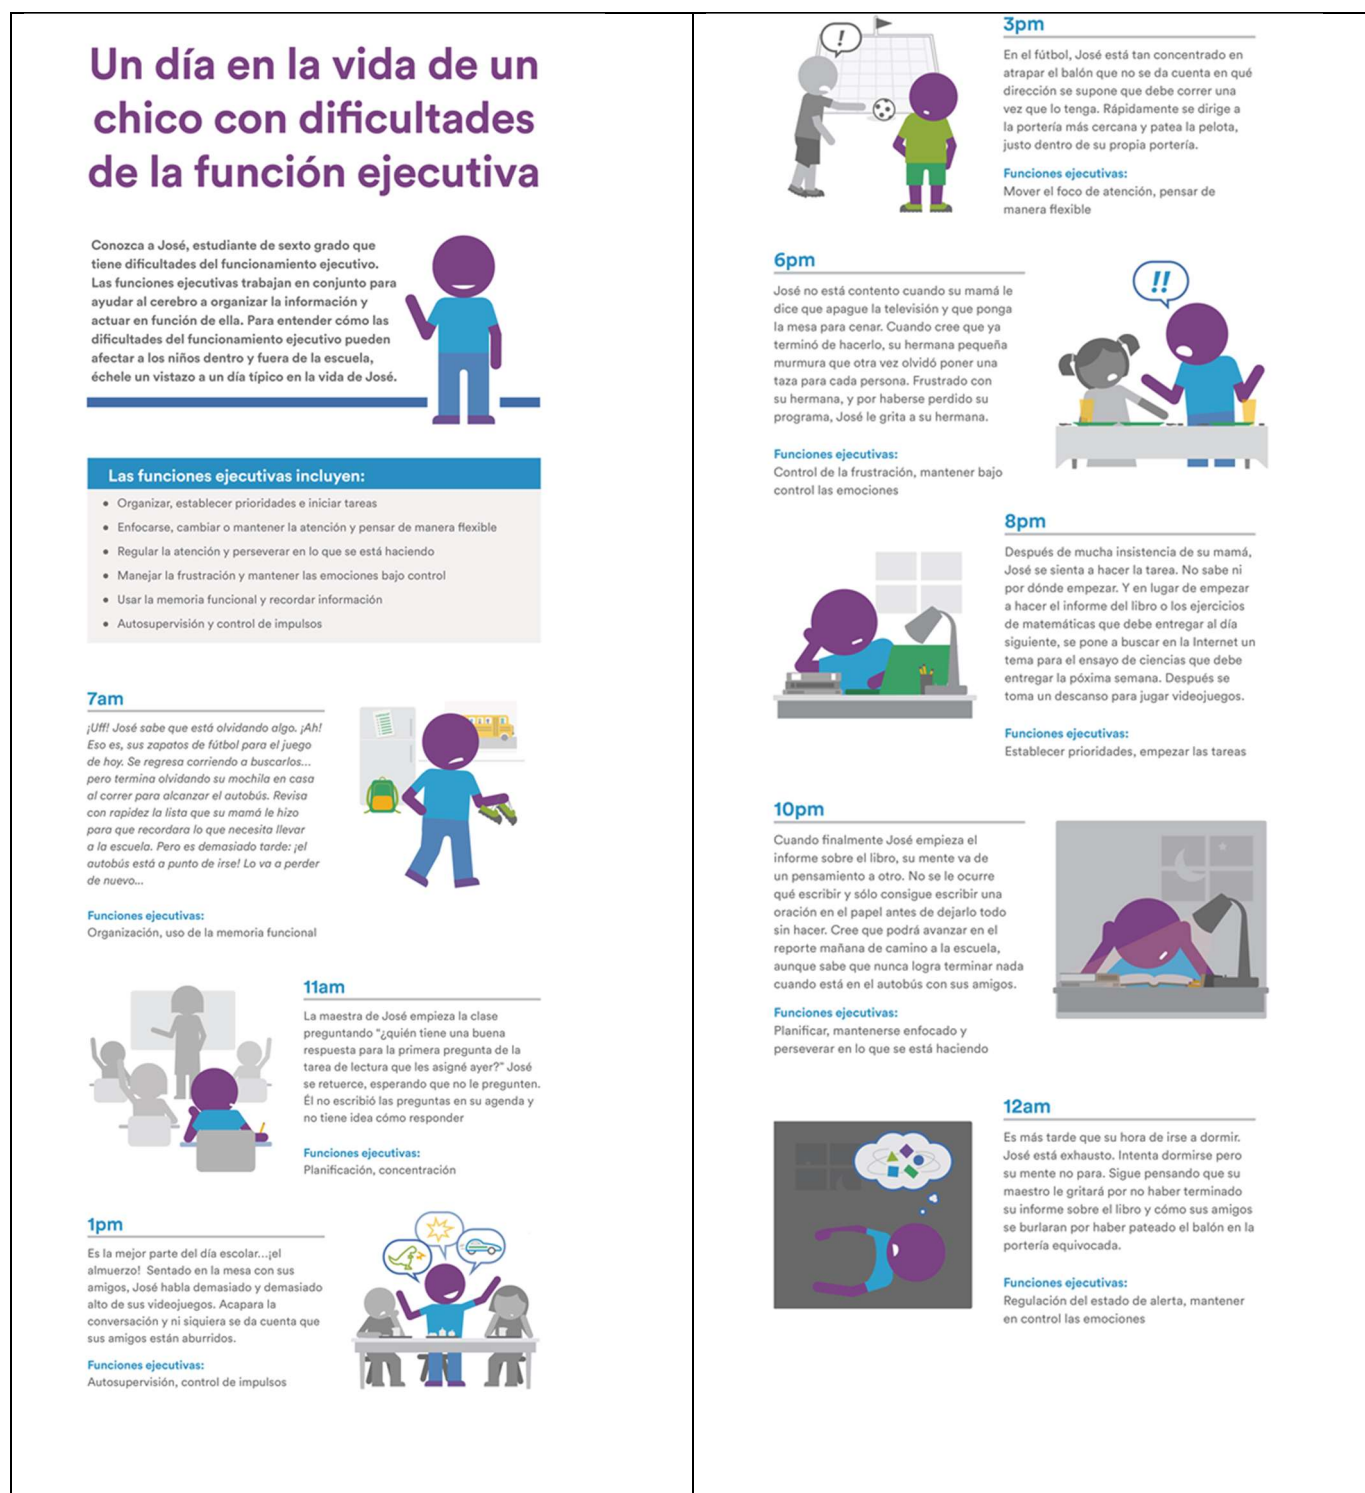 Un día en la vida de un
chico con dificultades
de la función ejecutiva
Conozca a José, estudiante de sexto grado que
tiene dificultades del funcionamiento ejecutivo.
Las funciones ejecutivas trabajan en conjunto para
ayudar al cerebro a organizar la información y
actuar en función de ella. Para entender cómo las
dificultades del funcionamiento ejecutivo pueden
afectar a los niños dentro y fuera de la escuela,
échele un vistazo a un día típico en la vida de José.
Las funciones ejecutivas incluyen:
• Organizar, establecer prioridades e iniciar tareas
• Enfocarse, cambiar o mantener la atención y pensar de manera flexible
• Regular la atención y perseverar en lo que se está haciendo
• Manejar la frustración y mantener las emociones bajo control
• Usar la memoria funcional y recordar información
• Autosupervisión y control de impulsos
7am
¡Uff! José sabe que está olvidando algo. ¡Ah!
Eso es, sus zapatos de fútbol para el juego
de hoy. Se regresa corriendo a buscarlos...
pero termina olvidando su mochila en casa
al correr para alcanzar el autobús. Revisa
con rapidez la lista que su mamá le hizo
para que recordara lo que necesita llevar
a la escuela. Pero es demasiado tarde: ¡el
autobús está a punto de irse! Lo va a perder
de nuevo...
Funciones ejecutivas:
Organización, uso de la memoria funcional
11am
La maestra de José empieza la clase
preguntando “¿quién tiene una buena
respuesta para la primera pregunta de la
tarea de lectura que les asigné ayer?” José
se retuerce, esperando que no le pregunten.
Él no escribió las preguntas en su agenda y
no tiene idea cómo responder
Funciones ejecutivas:
Planificación, concentración
1pm
Es la mejor parte del día escolar...¡el
almuerzo! Sentado en la mesa con sus
amigos, José habla demasiado y demasiado
alto de sus videojuegos. Acapara la
conversación y ni siquiera se da cuenta que
sus amigos están aburridos.
Funciones ejecutivas:
Autosupervisión, control de impulsos
!
3pm
En el fútbol, José está tan concentrado en
atrapar el balón que no se da cuenta en qué
dirección se supone que debe correr una
vez que lo tenga. Rápidamente se dirige a
la portería más cercana y patea la pelota,
justo dentro de su propia portería.
Funciones ejecutivas:
Mover el foco de atención, pensar de
manera flexible
6pm
José no está contento cuando su mamá le
dice que apague la televisión y que ponga
la mesa para cenar. Cuando cree que ya
terminó de hacerlo, su hermana pequeña
murmura que otra vez olvidó poner una
taza para cada persona. Frustrado con
su hermana, y por haberse perdido su
programa, José le grita a su hermana.
Funciones ejecutivas:
Control de la frustración, mantener bajo
control las emociones
!!
8pm
Después de mucha insistencia de su mamá,
José se sienta a hacer la tarea. No sabe ni
por dónde empezar. Y en lugar de empezar
a hacer el informe del libro o los ejercicios
de matemáticas que debe entregar al día
siguiente, se pone a buscar en la Internet un
tema para el ensayo de ciencias que debe
entregar la póxima semana. Después se
toma un descanso para jugar videojuegos.
Funciones ejecutivas:
Establecer prioridades, empezar las tareas
10pm
Cuando finalmente José empieza el
informe sobre el libro, su mente va de
un pensamiento a otro. No se le ocurre
qué escribir y sólo consigue escribir una
oración en el papel antes de dejarlo todo
sin hacer. Cree que podrá avanzar en el
reporte mañana de camino a la escuela,
aunque sabe que nunca logra terminar nada
cuando está en el autobús con sus amigos.
Funciones ejecutivas:
Planificar, mantenerse enfocado y
perseverar en lo que se está haciendo
12am
Es más tarde que su hora de irse a dormir.
José está exhausto. Intenta dormirse pero
su mente no para. Sigue pensando que su
maestro le gritará por no haber terminado
su informe sobre el libro y cómo sus amigos
se burlaran por haber pateado el balón en la
portería equivocada.
Funciones ejecutivas:
Regulación del estado de alerta, mantener
en control las emociones